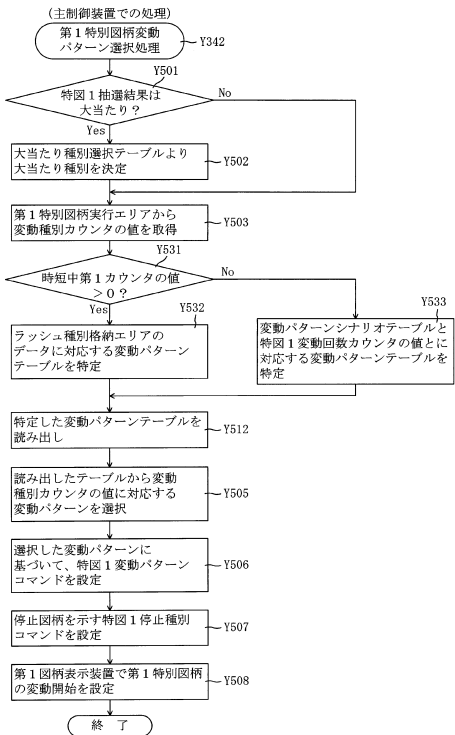 (主制御装置での処理)
第1特別図柄変動
パターン選択処理
Y342
Y501
特図1抽選結果は
大当たり?
No
Yes
大当たり種別選択テーブルより
大当たり種別を決定
Y502
第1特別図柄実行エリアから
変動種別カウンタの値を取得
Y503
Y531
時短中第1カウンタの値
>0?
No
Yes
Y532
ラッシュ種別格納エリアの
データに対応する変動パターン
テーブルを特定
Y533
変動パターンシナリオテーブルと
特図1変動回数カウンタの値とに
対応する変動パターンテーブルを
特定
特定した変動パターンテーブルを
読み出し
Y512
読み出したテーブルから変動
種別カウンタの値に対応する
変動パターンを選択
Y505
選択した変動パターンに
基づいて、特図1変動パターン
コマンドを設定
Y506
停止図柄を示す特図1停止種別
コマンドを設定
Y507
第1図柄表示装置で第1特別図柄
の変動開始を設定
Y508
終 了